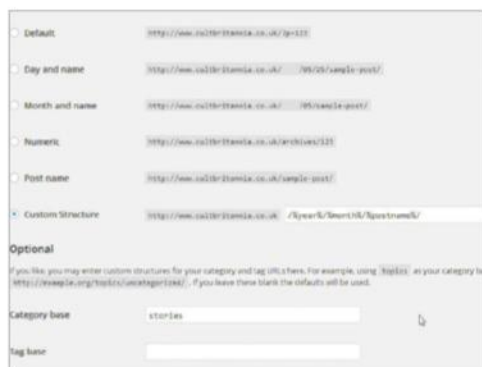 Default http://www.cultbritannia.co.uk/?p=123
Day and name http://www.cultbritannia.co.uk/ /05/25/sample-post/
Month and name http://www.cultbritannia.co.uk/ /05/sample-post/
Numeric http://www.cultbritannia.co.uk/archives/123
Post name http://www.cultbritannia.co.uk/sample-post/
Custom Structure http://www.cultbritannia.co.uk /%year%/%month%/%postname%/
Optional
If you like, you may enter custom structures for your category and tag URLs here. For example, using topics as your category
http://example.org/topics/uncategorized/ . If you leave these blank the defaults will be used.
Category base stories
Tag base